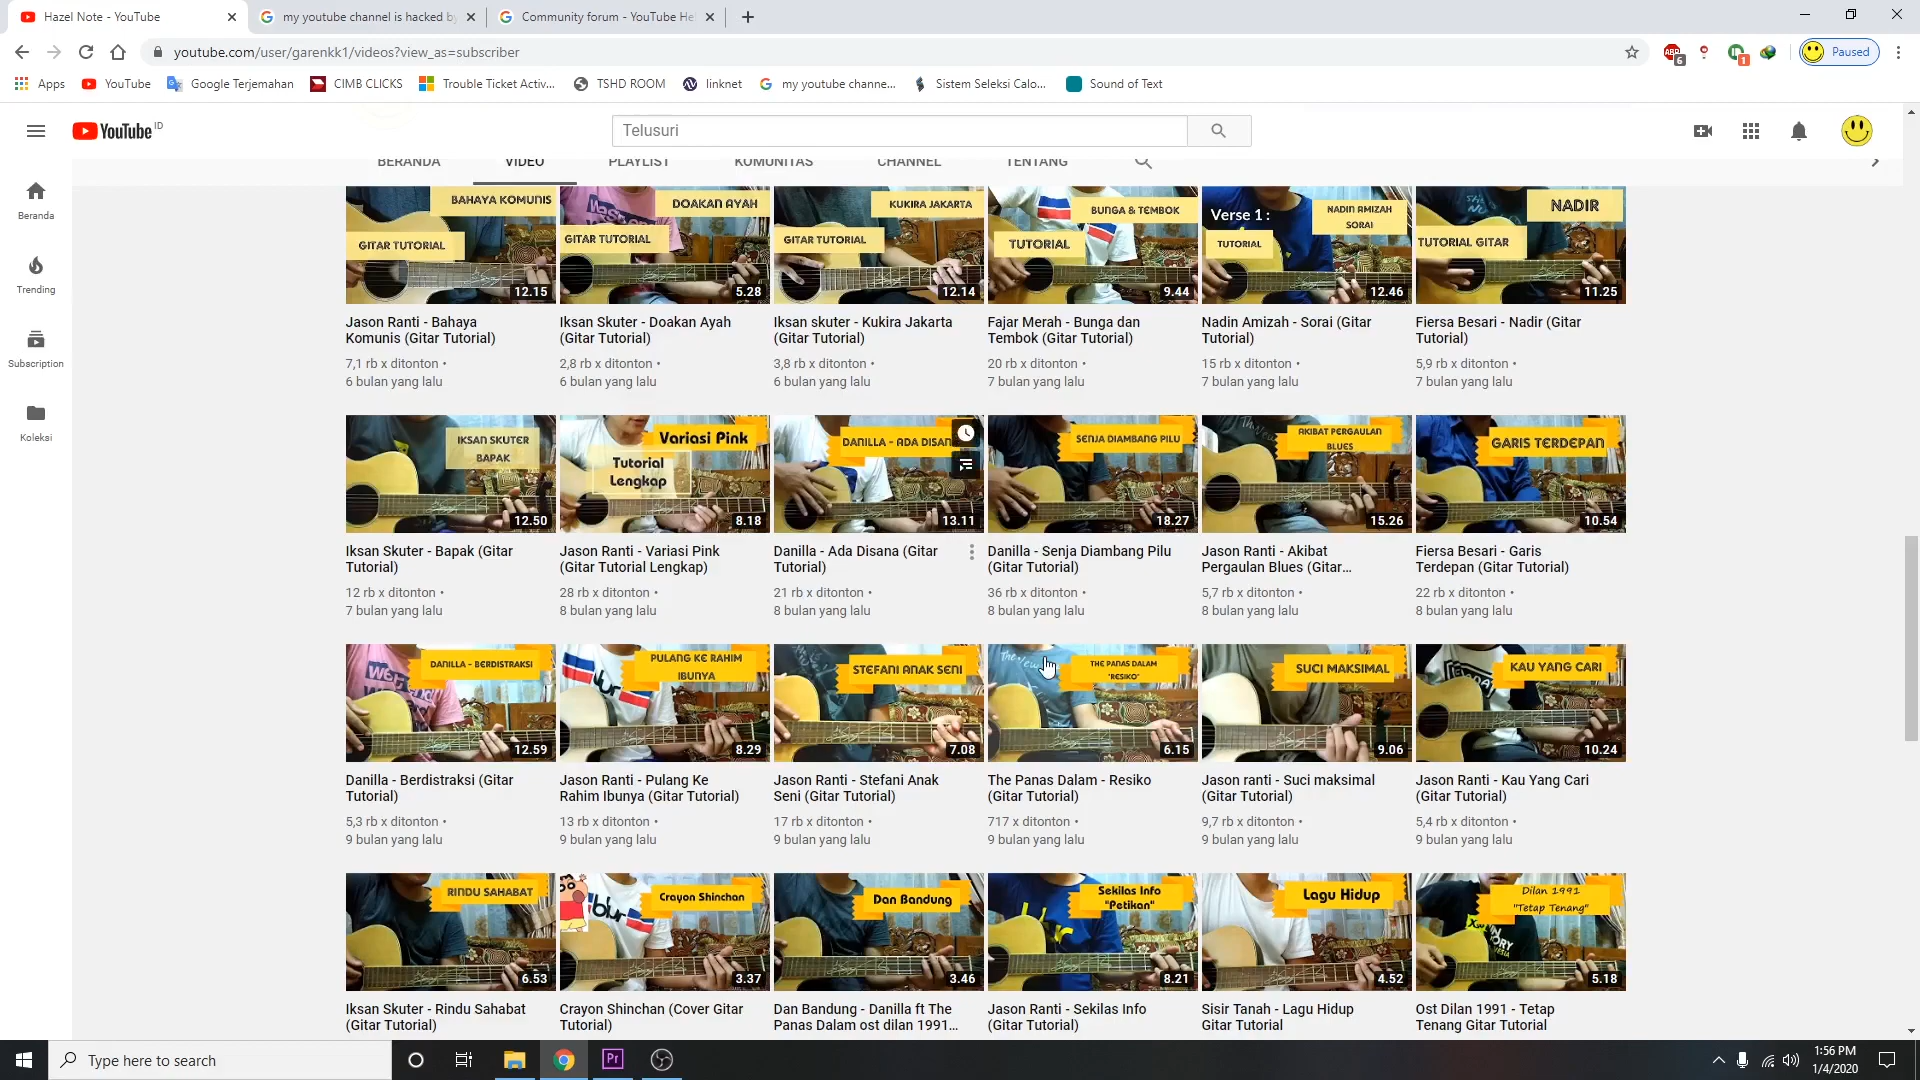 Hazel Note - YouTube
my youtube channel is hacked by
Community forum - YouTube He
youtube.com/user/garenkk1/videos?view_as=subscriber
Paused
Apps
YouTube
Google Terjemahan
CIMB CLICKS
Trouble Ticket Activ...
TSHD ROOM
linknet
my youtube channe...
Sistem Seleksi Calo...
Sound of Text
YouTube ID
Telusuri
BERANDA
VIDEO
PLAYLIST
KOMUNITAS
CHANNEL
TENTANG
Beranda
Trending
Subscription
Koleksi
BAHAYA KOMUNIS
GITAR TUTORIAL
12.15
DOAKAN AYAH
GITAR TUTORIAL
5.28
KUKIRA JAKARTA
GITAR TUTORIAL
12.14
BUNGA & TEMBOK
TUTORIAL
9.44
Verse 1 :
NADIN AMIZAH
SORAI
TUTORIAL
12.46
NADIR
TUTORIAL GITAR
11.25
Jason Ranti - Bahaya
Komunis (Gitar Tutorial)
7,1 rb x ditonton •
6 bulan yang lalu
Iksan Skuter - Doakan Ayah
(Gitar Tutorial)
2,8 rb x ditonton •
6 bulan yang lalu
Iksan skuter - Kukira Jakarta
(Gitar Tutorial)
3,8 rb x ditonton •
6 bulan yang lalu
Fajar Merah - Bunga dan
Tembok (Gitar Tutorial)
20 rb x ditonton •
7 bulan yang lalu
Nadin Amizah - Sorai (Gitar
Tutorial)
15 rb x ditonton •
7 bulan yang lalu
Fiersa Besari - Nadir (Gitar
Tutorial)
5,9 rb x ditonton •
7 bulan yang lalu
IKSAN SKUTER
BAPAK
12.50
Variasi Pink
Tutorial
Lengkap
8.18
DANILLA - ADA DISAN
13.11
SENJA DIAMBANG PILU
18.27
AKIBAT PERGAULAN
BLUES
15.26
GARIS TERDEPAN
10.54
Iksan Skuter - Bapak (Gitar
Tutorial)
12 rb x ditonton •
7 bulan yang lalu
Jason Ranti - Variasi Pink
(Gitar Tutorial Lengkap)
28 rb x ditonton •
8 bulan yang lalu
Danilla - Ada Disana (Gitar
Tutorial)
21 rb x ditonton •
8 bulan yang lalu
Danilla - Senja Diambang Pilu
(Gitar Tutorial)
36 rb x ditonton •
8 bulan yang lalu
Jason Ranti - Akibat
Pergaulan Blues (Gitar...
5,7 rb x ditonton •
8 bulan yang lalu
Fiersa Besari - Garis
Terdepan (Gitar Tutorial)
22 rb x ditonton •
8 bulan yang lalu
DANILLA - BERDISTRAKSI
12.59
PULANG KE RAHIM
IBUNYA
blur
8.29
STEFANI ANAK SENI
7.08
THE PANAS DALAM
"RESIKO"
6.15
SUCI MAKSIMAL
9.06
KAU YANG CARI
10.24
Danilla - Berdistraksi (Gitar
Tutorial)
5,3 rb x ditonton •
9 bulan yang lalu
Jason Ranti - Pulang Ke
Rahim Ibunya (Gitar Tutorial)
13 rb x ditonton •
9 bulan yang lalu
Jason Ranti - Stefani Anak
Seni (Gitar Tutorial)
17 rb x ditonton •
9 bulan yang lalu
The Panas Dalam - Resiko
(Gitar Tutorial)
717 x ditonton •
9 bulan yang lalu
Jason ranti - Suci maksimal
(Gitar Tutorial)
9,7 rb x ditonton •
9 bulan yang lalu
Jason Ranti - Kau Yang Cari
(Gitar Tutorial)
5,4 rb x ditonton •
9 bulan yang lalu
RINDU SAHABAT
6.53
Crayon Shinchan
blur
3.37
Dan Bandung
3.46
Sekilas Info
"Petikan"
8.21
Lagu Hidup
4.52
Dilan 1991
"Tetap Tenang"
5.18
Iksan Skuter - Rindu Sahabat
(Gitar Tutorial)
Crayon Shinchan (Cover Gitar
Tutorial)
Dan Bandung - Danilla ft The
Panas Dalam ost dilan 1991...
Jason Ranti - Sekilas Info
(Gitar Tutorial)
Sisir Tanah - Lagu Hidup
Gitar Tutorial
Ost Dilan 1991 - Tetap
Tenang Gitar Tutorial
Type here to search
Pr
1:56 PM
1/4/2020